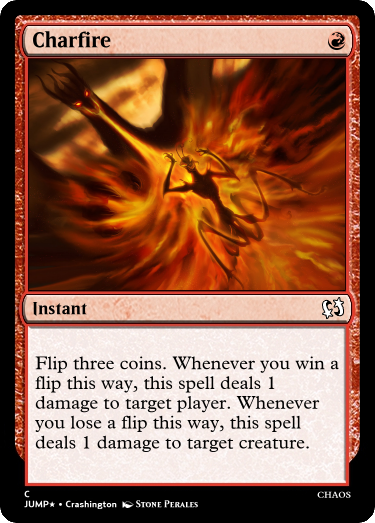 Charfire
Instant
Flip three coins. Whenever you win a
flip this way, this spell deals 1
damage to target player. Whenever
you lose a flip this way, this spell
deals 1 damage to target creature.
C
CHAOS
JUMP★ • Crashington Stone Perales